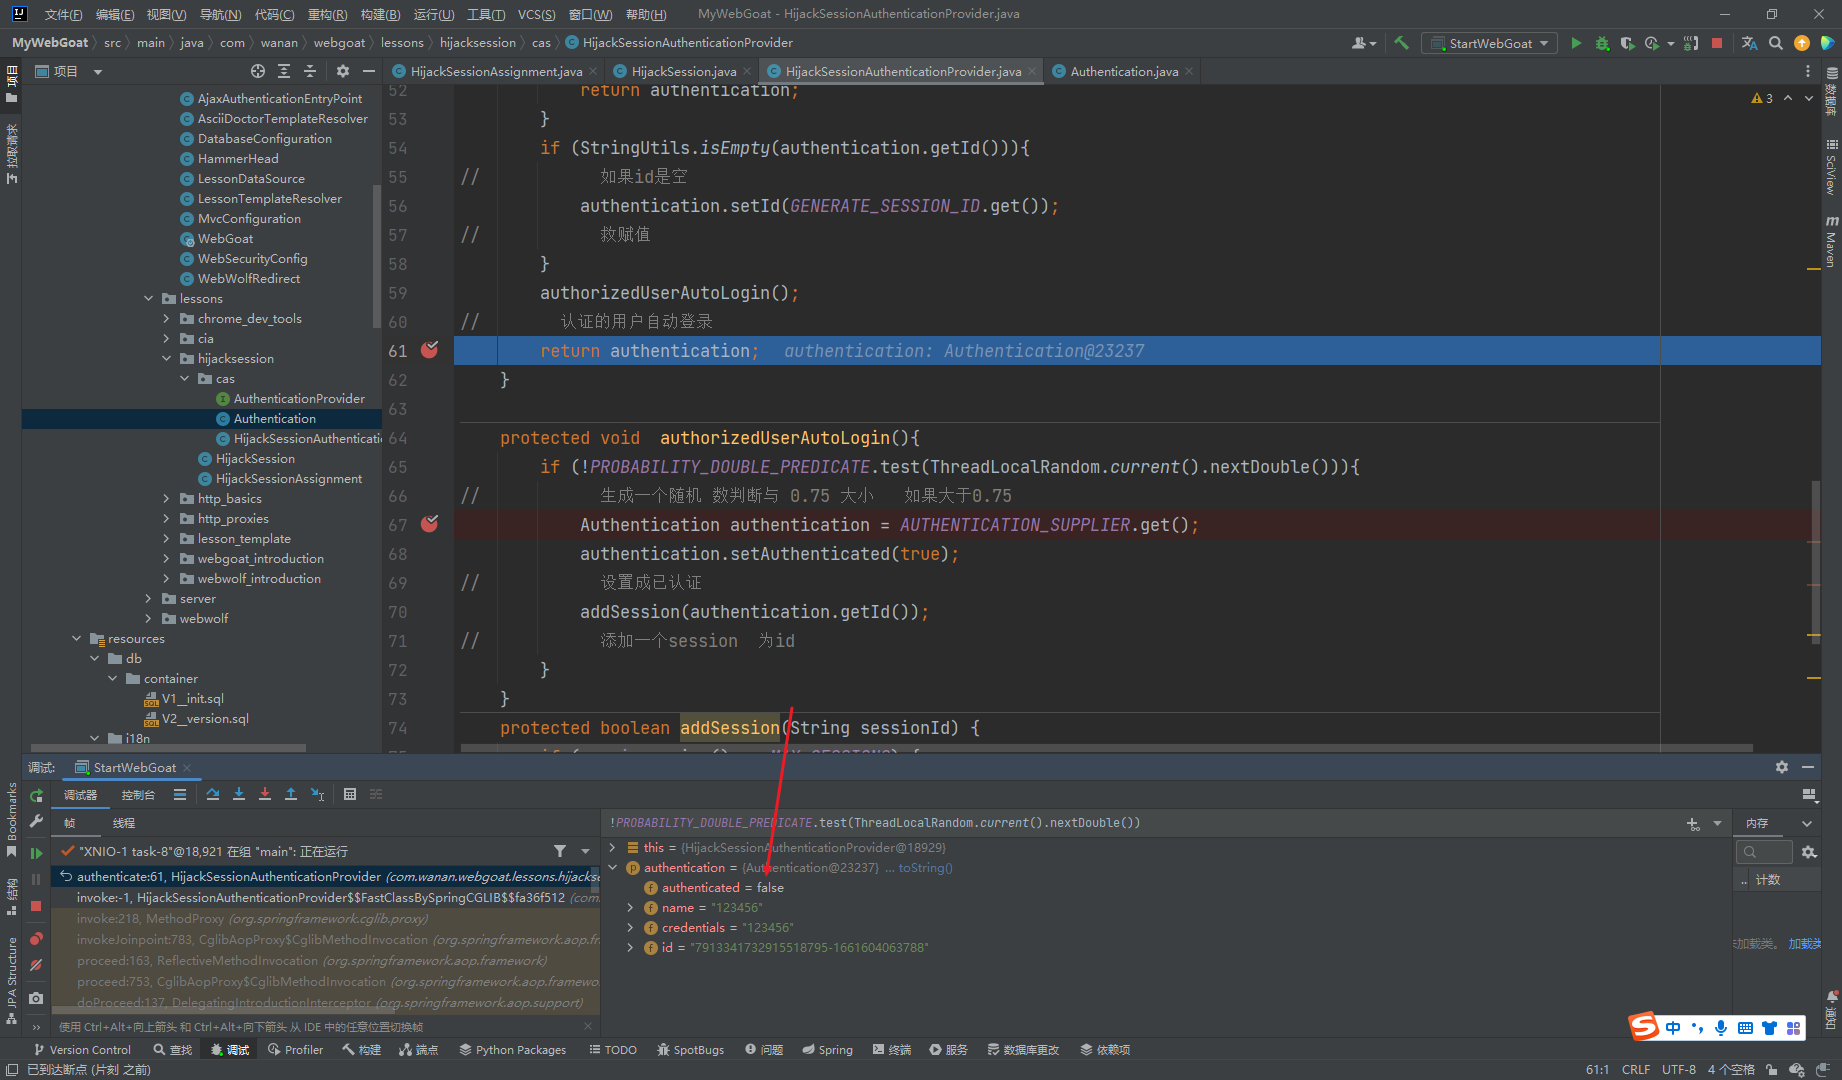 文件(F) 编辑(E) 视图(V) 导航(N) 代码(C) 重构(R) 构建(B) 运行(U) 工具(T) VCS(S) 窗口(W) 帮助(H) MyWebGoat - HijackSessionAuthenticationProvider.java
MyWebGoat src main java com wanan webgoat lessons hijacksession cas HijackSessionAuthenticationProvider StartWebGoat
项目
HijackSessionAssignment.java HijackSession.java HijackSessionAuthenticationProvider.java Authentication.java
项目
拉取请求
AjaxAuthenticationEntryPoint
AsciiDoctorTemplateResolver
DatabaseConfiguration
HammerHead
LessonDataSource
LessonTemplateResolver
MvcConfiguration
WebGoat
WebSecurityConfig
WebWolfRedirect
lessons
chrome_dev_tools
cia
hijacksession
cas
AuthenticationProvider
Authentication
HijackSessionAuthenticatic
HijackSession
HijackSessionAssignment
http_basics
http_proxies
lesson_template
webgoat_introduction
webwolf_introduction
server
webwolf
resources
db
container
V1__init.sql
V2__version.sql
i18n
52 return authentication;
53 }
54 if (StringUtils.isEmpty(authentication.getId())){
55 // 如果id是空
56 authentication.setId(GENERATE_SESSION_ID.get());
57 // 救赋值
58 }
59 authorizedUserAutoLogin();
60 // 认证的用户自动登录
61 return authentication; authentication: Authentication@23237
62 }
63
64 protected void authorizedUserAutoLogin(){
65 if (!PROBABILITY_DOUBLE_PREDICATE.test(ThreadLocalRandom.current().nextDouble())){
66 // 生成一个随机 数判断与 0.75 大小 如果大于0.75
67 Authentication authentication = AUTHENTICATION_SUPPLIER.get();
68 authentication.setAuthenticated(true);
69 // 设置成已认证
70 addSession(authentication.getId());
71 // 添加一个session 为id
72 }
73 }
74 protected boolean addSession(String sessionId) {
3
数据库
SciView
Maven
通知
Bookmarks
结构
JPA Structure
调试: StartWebGoat
调试器 控制台
帧 线程
"XNIO-1 task-8"@18,921 在组 "main": 正在运行
authenticate:61, HijackSessionAuthenticationProvider (com.wanan.webgoat.lessons.hijacks
invoke:-1, HijackSessionAuthenticationProvider$$FastClassBySpringCGLIB$$fa36f512 (com
invoke:218, MethodProxy (org.springframework.cglib.proxy)
invokeJoinpoint:783, CglibAopProxy$CglibMethodInvocation (org.springframework.aop.fr
proceed:163, ReflectiveMethodInvocation (org.springframework.aop.framework)
proceed:753, CglibAopProxy$CglibMethodInvocation (org.springframework.aop.framewo
doProceed:137, DelegatingIntroductionInterceptor (org.springframework.aop.support)
使用 Ctrl+Alt+向上箭头 和 Ctrl+Alt+向下箭头 从 IDE 中的任意位置切换帧
!PROBABILITY_DOUBLE_PREDICATE.test(ThreadLocalRandom.current().nextDouble())
this = {HijackSessionAuthenticationProvider@18929}
authentication = {Authentication@23237} ... toString()
authenticated = false
name = "123456"
credentials = "123456"
id = "7913341732915518795-1661604063788"
内存
.. 计数
加载类。 加载类
中
Version Control 查找 调试 Profiler 构建 端点 Python Packages TODO SpotBugs 问题 Spring 终端 服务 数据库更改 依赖项
已到达断点 (片刻 之前) 61:1 CRLF UTF-8 4 个空格